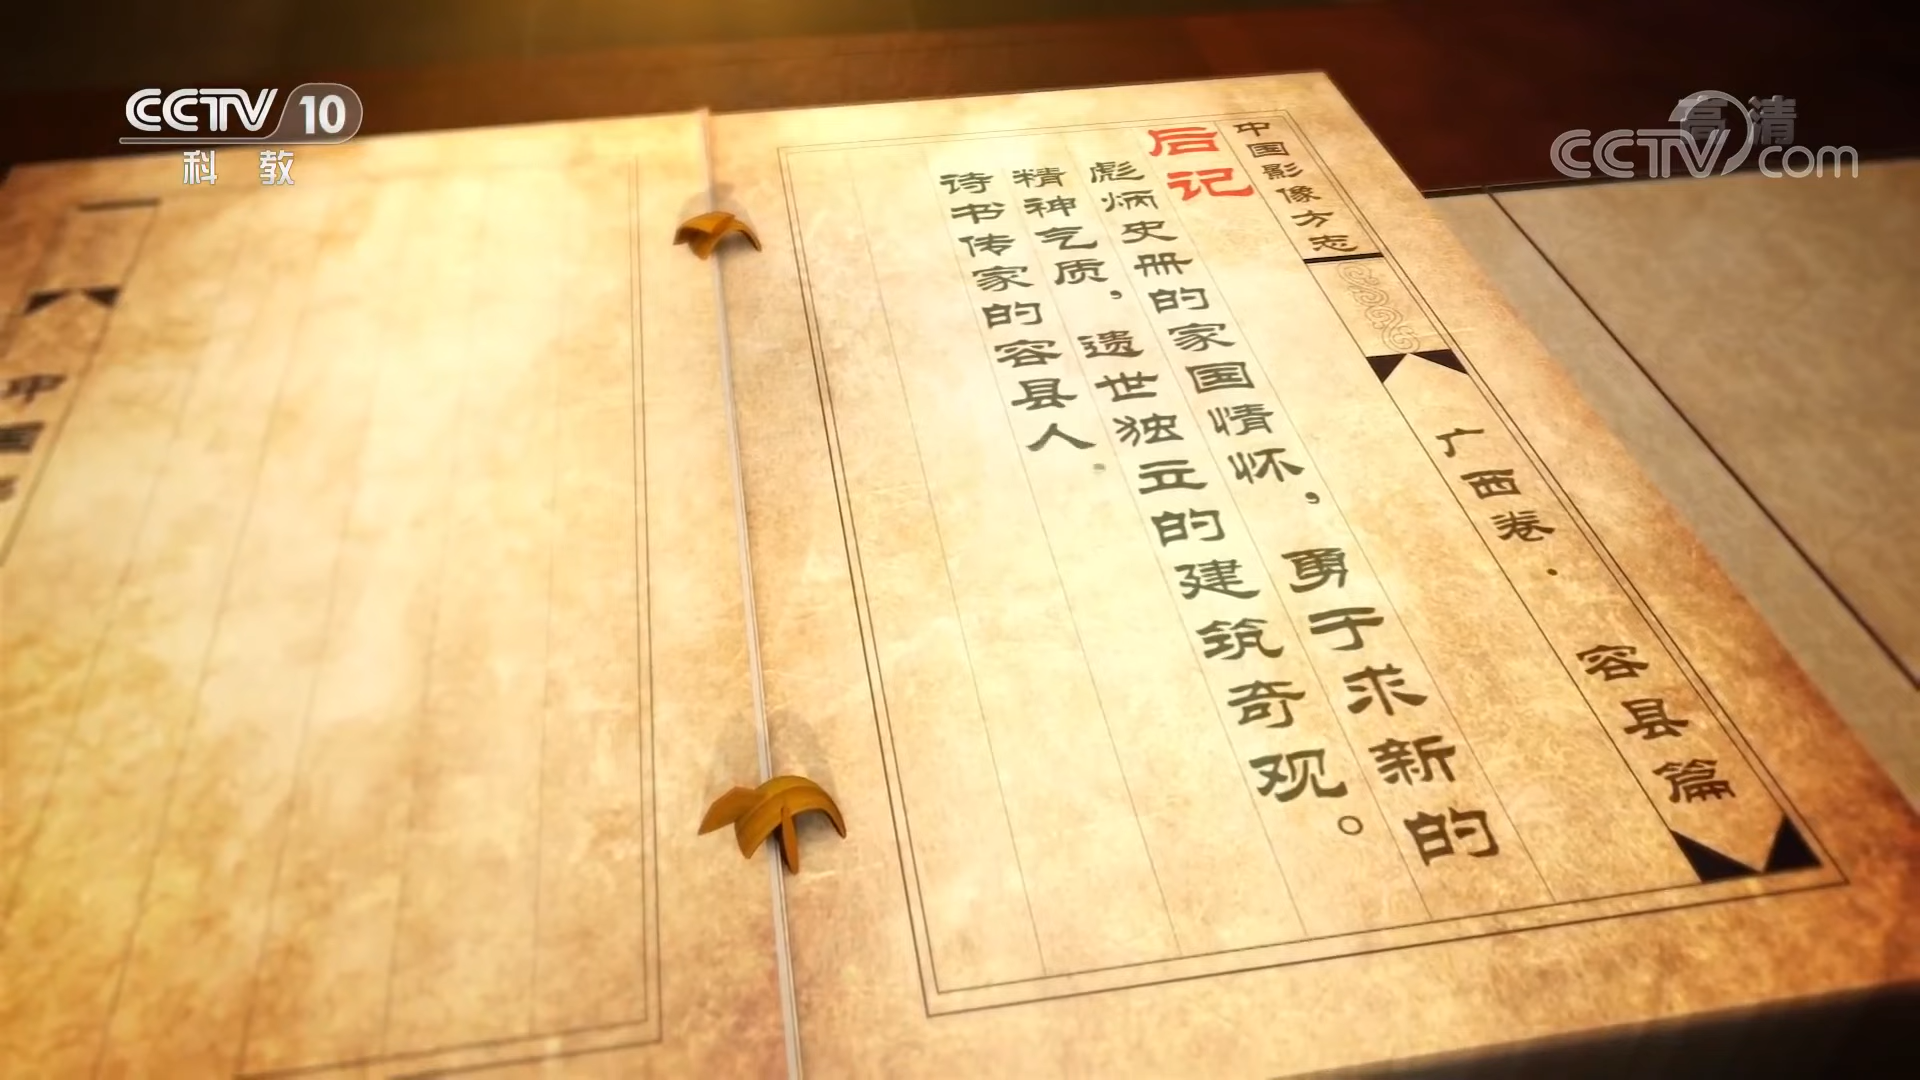 CCTV 10
科教
高清
CCTV.com
中国影像方志
广西卷·容县篇
后记
彪炳史册的家国情怀，勇于求新的
精神气质，遗世独立的建筑奇观。
诗书传家的容县人。
中国